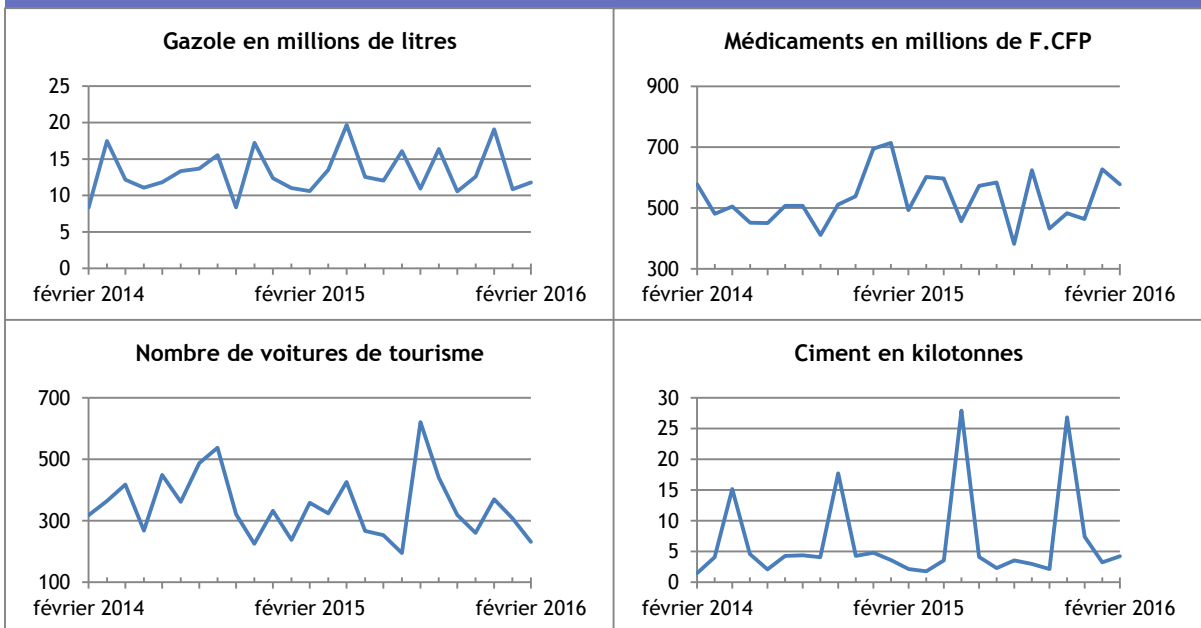 Gazole en millions de litres
25
20
15
10
5
0
février 2014 février 2015 février 2016
Médicaments en millions de F.CFP
900
700
500
300
février 2014 février 2015 février 2016
Nombre de voitures de tourisme
700
500
300
100
février 2014 février 2015 février 2016
Ciment en kilotonnes
30
25
20
15
10
5
0
février 2014 février 2015 février 2016